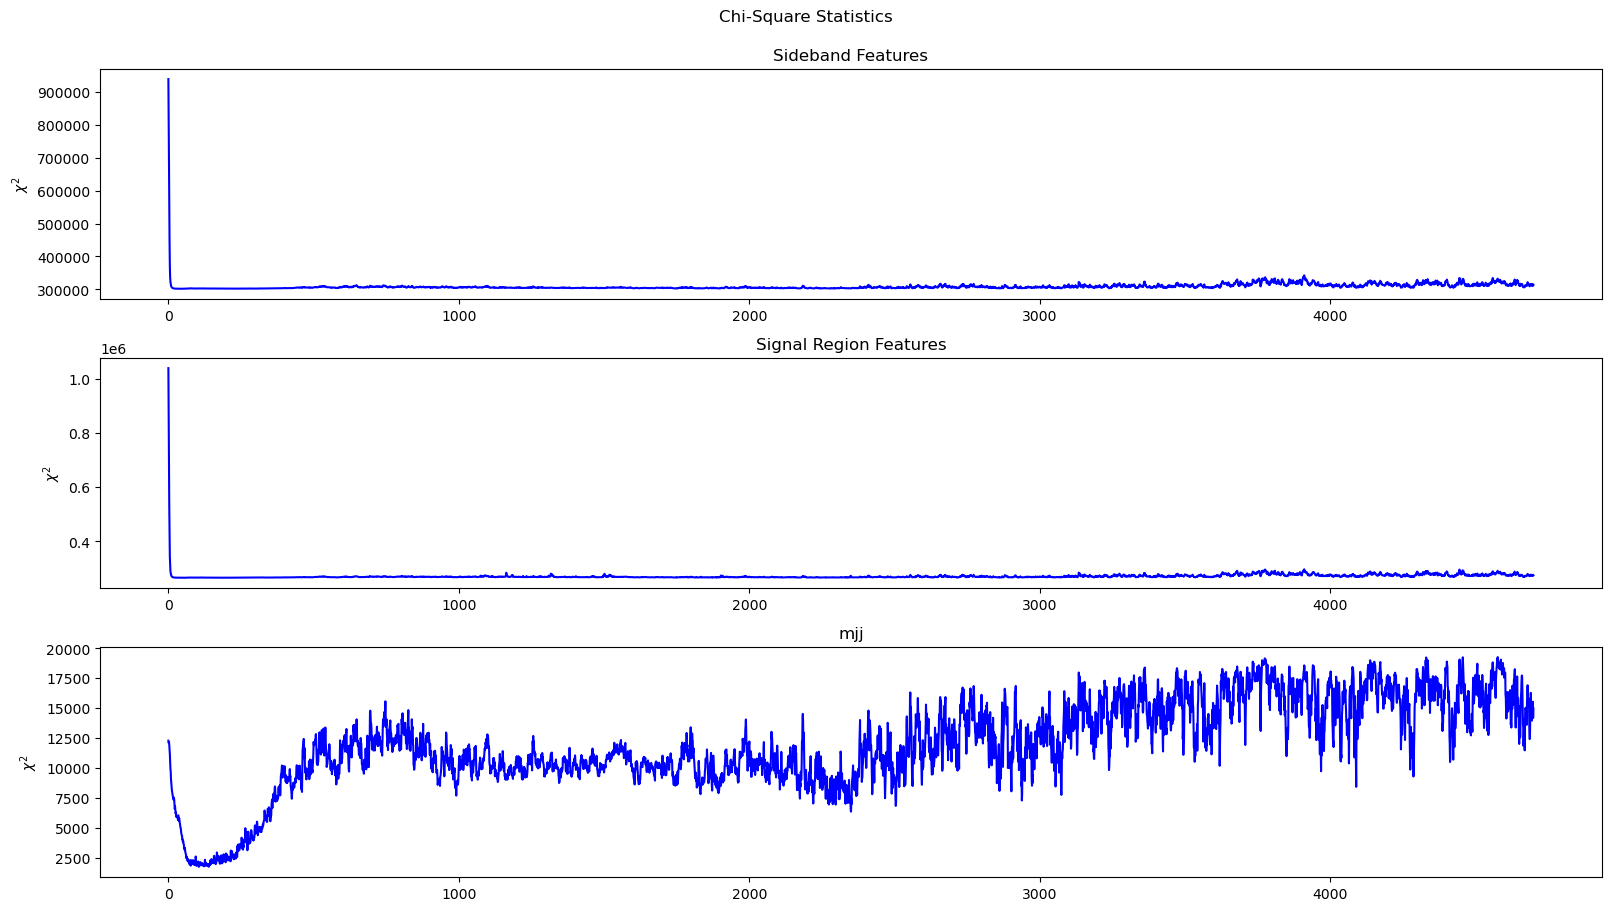 Chi-Square Statistics
Sideband Features
900000
800000
700000
600000
500000
400000
300000
χ²
0 1000 2000 3000 4000
Signal Region Features
1e6
1.0
0.8
0.6
0.4
χ²
0 1000 2000 3000 4000
mjj
20000
17500
15000
12500
10000
7500
5000
2500
χ²
0 1000 2000 3000 4000